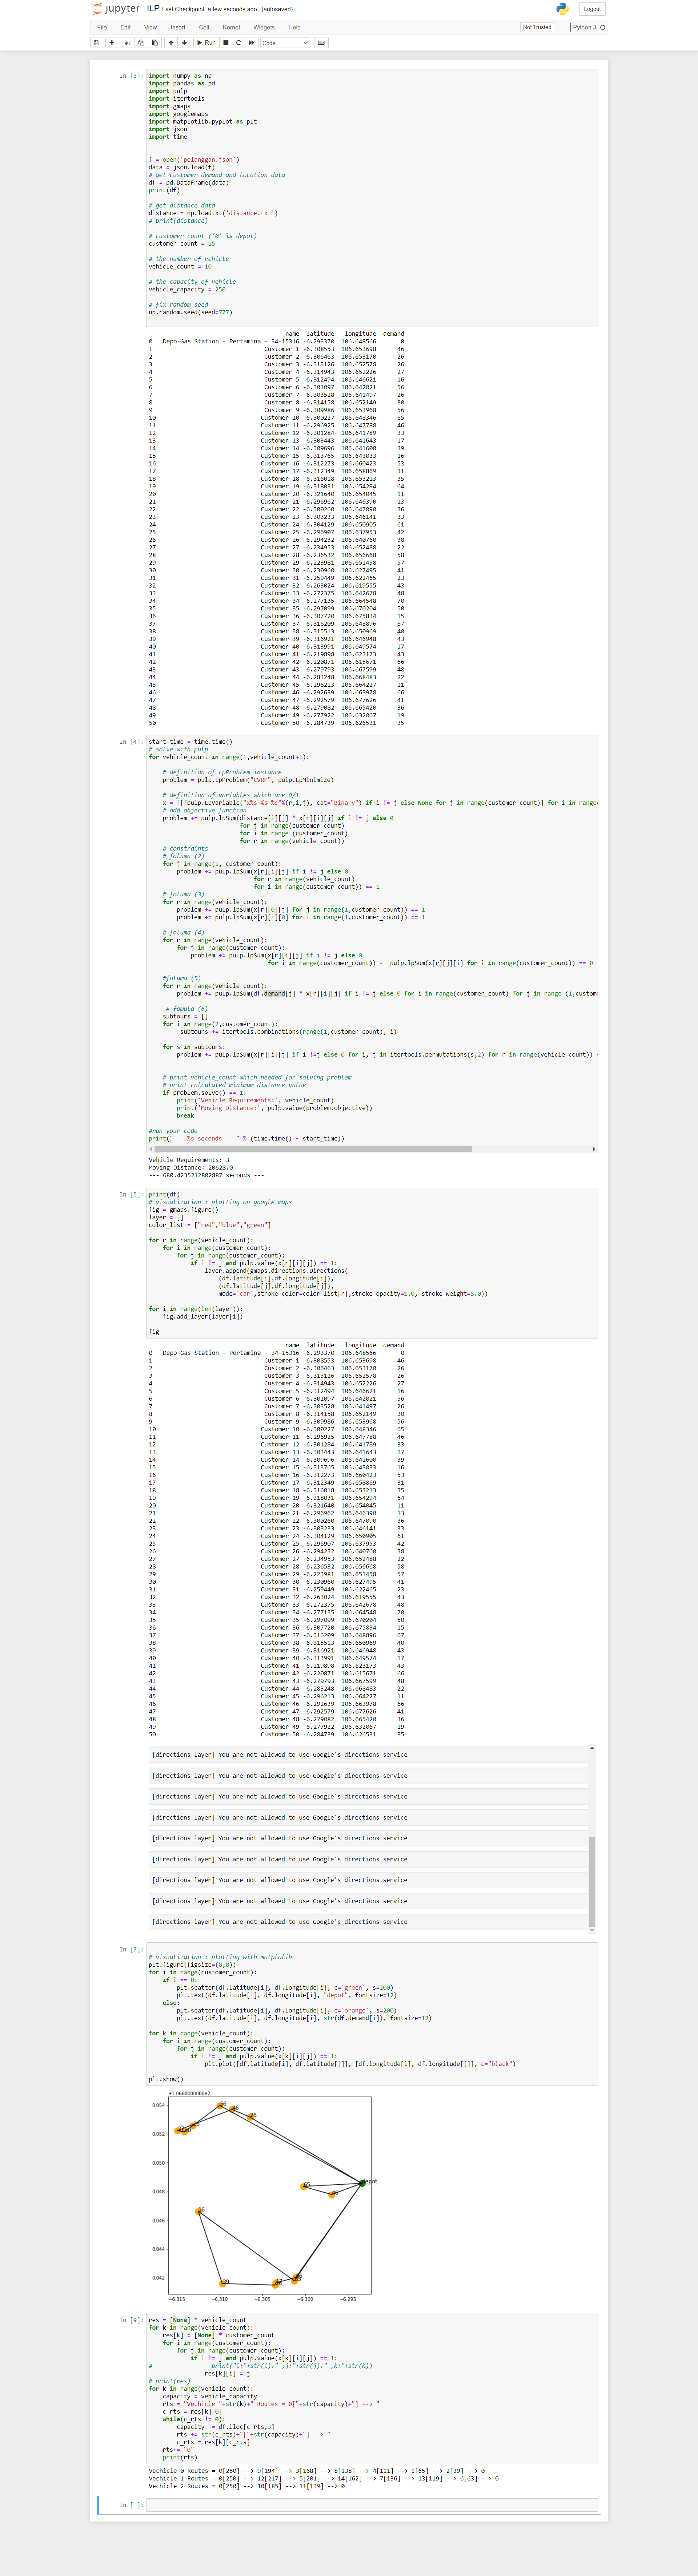 jupyter ILP Last Checkpoint: a few seconds ago (autosaved)
Logout
File Edit View Insert Cell Kernel Widgets Help
Not Trusted
Python 3
Run
Code
In [3]:
import numpy as np
import pandas as pd
import pulp
import itertools
import gmaps
import googlemaps
import matplotlib.pyplot as plt
import json
import time
f = open('pelanggan.json')
data = json.load(f)
# get customer demand and location data
df = pd.DataFrame(data)
print(df)
# get distance data
distance = np.loadtxt('distance.txt')
# print(distance)
# customer count ('0' is depot)
customer_count = 15
# the number of vehicle
vehicle_count = 10
# the capacity of vehicle
vehicle_capacity = 250
# fix random seed
np.random.seed(seed=777)
name latitude longitude demand
0 Depo-Gas Station - Pertamina - 34-15316 -6.293370 106.648566 0
1 Customer 1 -6.308553 106.653698 46
2 Customer 2 -6.306463 106.653170 26
3 Customer 3 -6.313126 106.652578 26
4 Customer 4 -6.314943 106.652226 27
5 Customer 5 -6.312494 106.646621 16
6 Customer 6 -6.301097 106.642021 56
7 Customer 7 -6.303528 106.641497 26
8 Customer 8 -6.314158 106.652149 30
9 Customer 9 -6.309986 106.653968 56
10 Customer 10 -6.300227 106.648346 65
11 Customer 11 -6.296925 106.647788 46
12 Customer 12 -6.301284 106.641789 33
13 Customer 13 -6.303443 106.641643 17
14 Customer 14 -6.309696 106.641600 39
15 Customer 15 -6.313765 106.643033 16
16 Customer 16 -6.312273 106.660423 53
17 Customer 17 -6.312349 106.658869 31
18 Customer 18 -6.316018 106.653213 35
19 Customer 19 -6.318031 106.654294 64
20 Customer 20 -6.321640 106.654045 11
21 Customer 21 -6.296962 106.646390 13
22 Customer 22 -6.300260 106.647090 36
23 Customer 23 -6.303233 106.646141 33
24 Customer 24 -6.304129 106.650905 61
25 Customer 25 -6.296907 106.637953 42
26 Customer 26 -6.294232 106.640760 38
27 Customer 27 -6.234953 106.652488 22
28 Customer 28 -6.236532 106.656668 58
29 Customer 29 -6.223981 106.651458 57
30 Customer 30 -6.230960 106.627495 41
31 Customer 31 -6.259449 106.622465 23
32 Customer 32 -6.263024 106.619555 43
33 Customer 33 -6.272375 106.642678 48
34 Customer 34 -6.277135 106.664548 70
35 Customer 35 -6.297099 106.670204 50
36 Customer 36 -6.307720 106.675834 15
37 Customer 37 -6.316209 106.648896 67
38 Customer 38 -6.315513 106.650969 40
39 Customer 39 -6.316921 106.646948 43
40 Customer 40 -6.313991 106.649574 17
41 Customer 41 -6.219898 106.623173 43
42 Customer 42 -6.220871 106.615671 66
43 Customer 43 -6.279793 106.667599 48
44 Customer 44 -6.283248 106.668483 22
45 Customer 45 -6.296213 106.664227 11
46 Customer 46 -6.292639 106.663978 66
47 Customer 47 -6.292579 106.677626 41
48 Customer 48 -6.279082 106.665420 36
49 Customer 49 -6.277922 106.632067 19
50 Customer 50 -6.284739 106.626531 35
In [4]:
start_time = time.time()
# solve with pulp
for vehicle_count in range(1,vehicle_count+1):
# definition of LpProblem instance
problem = pulp.LpProblem("CVRP", pulp.LpMinimize)
# definition of variables which are 0/1
x = [[[pulp.LpVariable("x%s_%s_%s"%(r,i,j), cat="Binary") if i != j else None for j in range(customer_count)] for i in range(
# add objective function
problem += pulp.lpSum(distance[i][j] * x[r][i][j] if i != j else 0
for j in range(customer_count)
for i in range (customer_count)
for r in range(vehicle_count))
# constraints
# foluma (2)
for j in range(1, customer_count):
problem += pulp.lpSum(x[r][i][j] if i != j else 0
for r in range(vehicle_count)
for i in range(customer_count)) == 1
# foluma (3)
for r in range(vehicle_count):
problem += pulp.lpSum(x[r][0][j] for j in range(1,customer_count)) == 1
problem += pulp.lpSum(x[r][i][0] for i in range(1,customer_count)) == 1
# foluma (4)
for r in range(vehicle_count):
for j in range(customer_count):
problem += pulp.lpSum(x[r][i][j] if i != j else 0
for i in range(customer_count)) - pulp.lpSum(x[r][j][i] for i in range(customer_count)) == 0
#foluma (5)
for r in range(vehicle_count):
problem += pulp.lpSum(df.demand[j] * x[r][i][j] if i != j else 0 for i in range(customer_count) for j in range (1,custome
# fomula (6)
subtours = []
for i in range(2,customer_count):
subtours += itertools.combinations(range(1,customer_count), i)
for s in subtours:
problem += pulp.lpSum(x[r][i][j] if i !=j else 0 for i, j in itertools.permutations(s,2) for r in range(vehicle_count)) <
# print vehicle_count which needed for solving problem
# print calculated minimum distance value
if problem.solve() == 1:
print('Vehicle Requirements:', vehicle_count)
print('Moving Distance:', pulp.value(problem.objective))
break
#run your code
print("--- %s seconds ---" % (time.time() - start_time))
Vehicle Requirements: 3
Moving Distance: 20628.0
--- 680.4235212802887 seconds ---
In [5]:
print(df)
# visualization : plotting on google maps
fig = gmaps.figure()
layer = []
color_list = ["red","blue","green"]
for r in range(vehicle_count):
for i in range(customer_count):
for j in range(customer_count):
if i != j and pulp.value(x[r][i][j]) == 1:
layer.append(gmaps.directions.Directions(
(df.latitude[i],df.longitude[i]),
(df.latitude[j],df.longitude[j]),
mode='car',stroke_color=color_list[r],stroke_opacity=1.0, stroke_weight=5.0))
for i in range(len(layer)):
fig.add_layer(layer[i])
fig
name latitude longitude demand
0 Depo-Gas Station - Pertamina - 34-15316 -6.293370 106.648566 0
1 Customer 1 -6.308553 106.653698 46
2 Customer 2 -6.306463 106.653170 26
3 Customer 3 -6.313126 106.652578 26
4 Customer 4 -6.314943 106.652226 27
5 Customer 5 -6.312494 106.646621 16
6 Customer 6 -6.301097 106.642021 56
7 Customer 7 -6.303528 106.641497 26
8 Customer 8 -6.314158 106.652149 30
9 Customer 9 -6.309986 106.653968 56
10 Customer 10 -6.300227 106.648346 65
11 Customer 11 -6.296925 106.647788 46
12 Customer 12 -6.301284 106.641789 33
13 Customer 13 -6.303443 106.641643 17
14 Customer 14 -6.309696 106.641600 39
15 Customer 15 -6.313765 106.643033 16
16 Customer 16 -6.312273 106.660423 53
17 Customer 17 -6.312349 106.658869 31
18 Customer 18 -6.316018 106.653213 35
19 Customer 19 -6.318031 106.654294 64
20 Customer 20 -6.321640 106.654045 11
21 Customer 21 -6.296962 106.646390 13
22 Customer 22 -6.300260 106.647090 36
23 Customer 23 -6.303233 106.646141 33
24 Customer 24 -6.304129 106.650905 61
25 Customer 25 -6.296907 106.637953 42
26 Customer 26 -6.294232 106.640760 38
27 Customer 27 -6.234953 106.652488 22
28 Customer 28 -6.236532 106.656668 58
29 Customer 29 -6.223981 106.651458 57
30 Customer 30 -6.230960 106.627495 41
31 Customer 31 -6.259449 106.622465 23
32 Customer 32 -6.263024 106.619555 43
33 Customer 33 -6.272375 106.642678 48
34 Customer 34 -6.277135 106.664548 70
35 Customer 35 -6.297099 106.670204 50
36 Customer 36 -6.307720 106.675834 15
37 Customer 37 -6.316209 106.648896 67
38 Customer 38 -6.315513 106.650969 40
39 Customer 39 -6.316921 106.646948 43
40 Customer 40 -6.313991 106.649574 17
41 Customer 41 -6.219898 106.623173 43
42 Customer 42 -6.220871 106.615671 66
43 Customer 43 -6.279793 106.667599 48
44 Customer 44 -6.283248 106.668483 22
45 Customer 45 -6.296213 106.664227 11
46 Customer 46 -6.292639 106.663978 66
47 Customer 47 -6.292579 106.677626 41
48 Customer 48 -6.279082 106.665420 36
49 Customer 49 -6.277922 106.632067 19
50 Customer 50 -6.284739 106.626531 35
[directions layer] You are not allowed to use Google's directions service
[directions layer] You are not allowed to use Google's directions service
[directions layer] You are not allowed to use Google's directions service
[directions layer] You are not allowed to use Google's directions service
[directions layer] You are not allowed to use Google's directions service
[directions layer] You are not allowed to use Google's directions service
[directions layer] You are not allowed to use Google's directions service
[directions layer] You are not allowed to use Google's directions service
[directions layer] You are not allowed to use Google's directions service
In [7]:
# visualization : plotting with matplolib
plt.figure(figsize=(8,8))
for i in range(customer_count):
if i == 0:
plt.scatter(df.latitude[i], df.longitude[i], c='green', s=200)
plt.text(df.latitude[i], df.longitude[i], "depot", fontsize=12)
else:
plt.scatter(df.latitude[i], df.longitude[i], c='orange', s=200)
plt.text(df.latitude[i], df.longitude[i], str(df.demand[i]), fontsize=12)
for k in range(vehicle_count):
for i in range(customer_count):
for j in range(customer_count):
if i != j and pulp.value(x[k][i][j]) == 1:
plt.plot([df.latitude[i], df.latitude[j]], [df.longitude[i], df.longitude[j]], c="black")
plt.show()
+1.0660000000e2
0.054
56
46
26
0.052
0.050
0.048
65
46
depot
0.046
16
0.044
0.042
39
-6.315 -6.310 -6.305 -6.300 -6.295
In [9]:
res = [None] * vehicle_count
for k in range(vehicle_count):
res[k] = [None] * customer_count
for i in range(customer_count):
for j in range(customer_count):
if i != j and pulp.value(x[k][i][j]) == 1:
# print("i:"+str(i)+" ,j:"+str(j)+" ,k:"+str(k))
res[k][i] = j
# print(res)
for k in range(vehicle_count):
capacity = vehicle_capacity
rts = "Vechicle "+str(k)+" Routes = 0["+str(capacity)+"] --> "
c_rts = res[k][0]
while(c_rts != 0):
capacity -= df.iloc[c_rts,3]
rts += str(c_rts)+"["+str(capacity)+"] --> "
c_rts = res[k][c_rts]
rts+= "0"
print(rts)
Vechicle 0 Routes = 0[250] --> 9[194] --> 3[168] --> 8[138] --> 4[111] --> 1[65] --> 2[39] --> 0
Vechicle 1 Routes = 0[250] --> 12[217] --> 5[201] --> 14[162] --> 7[136] --> 13[119] --> 6[63] --> 0
Vechicle 2 Routes = 0[250] --> 10[185] --> 11[139] --> 0
In [ ]: